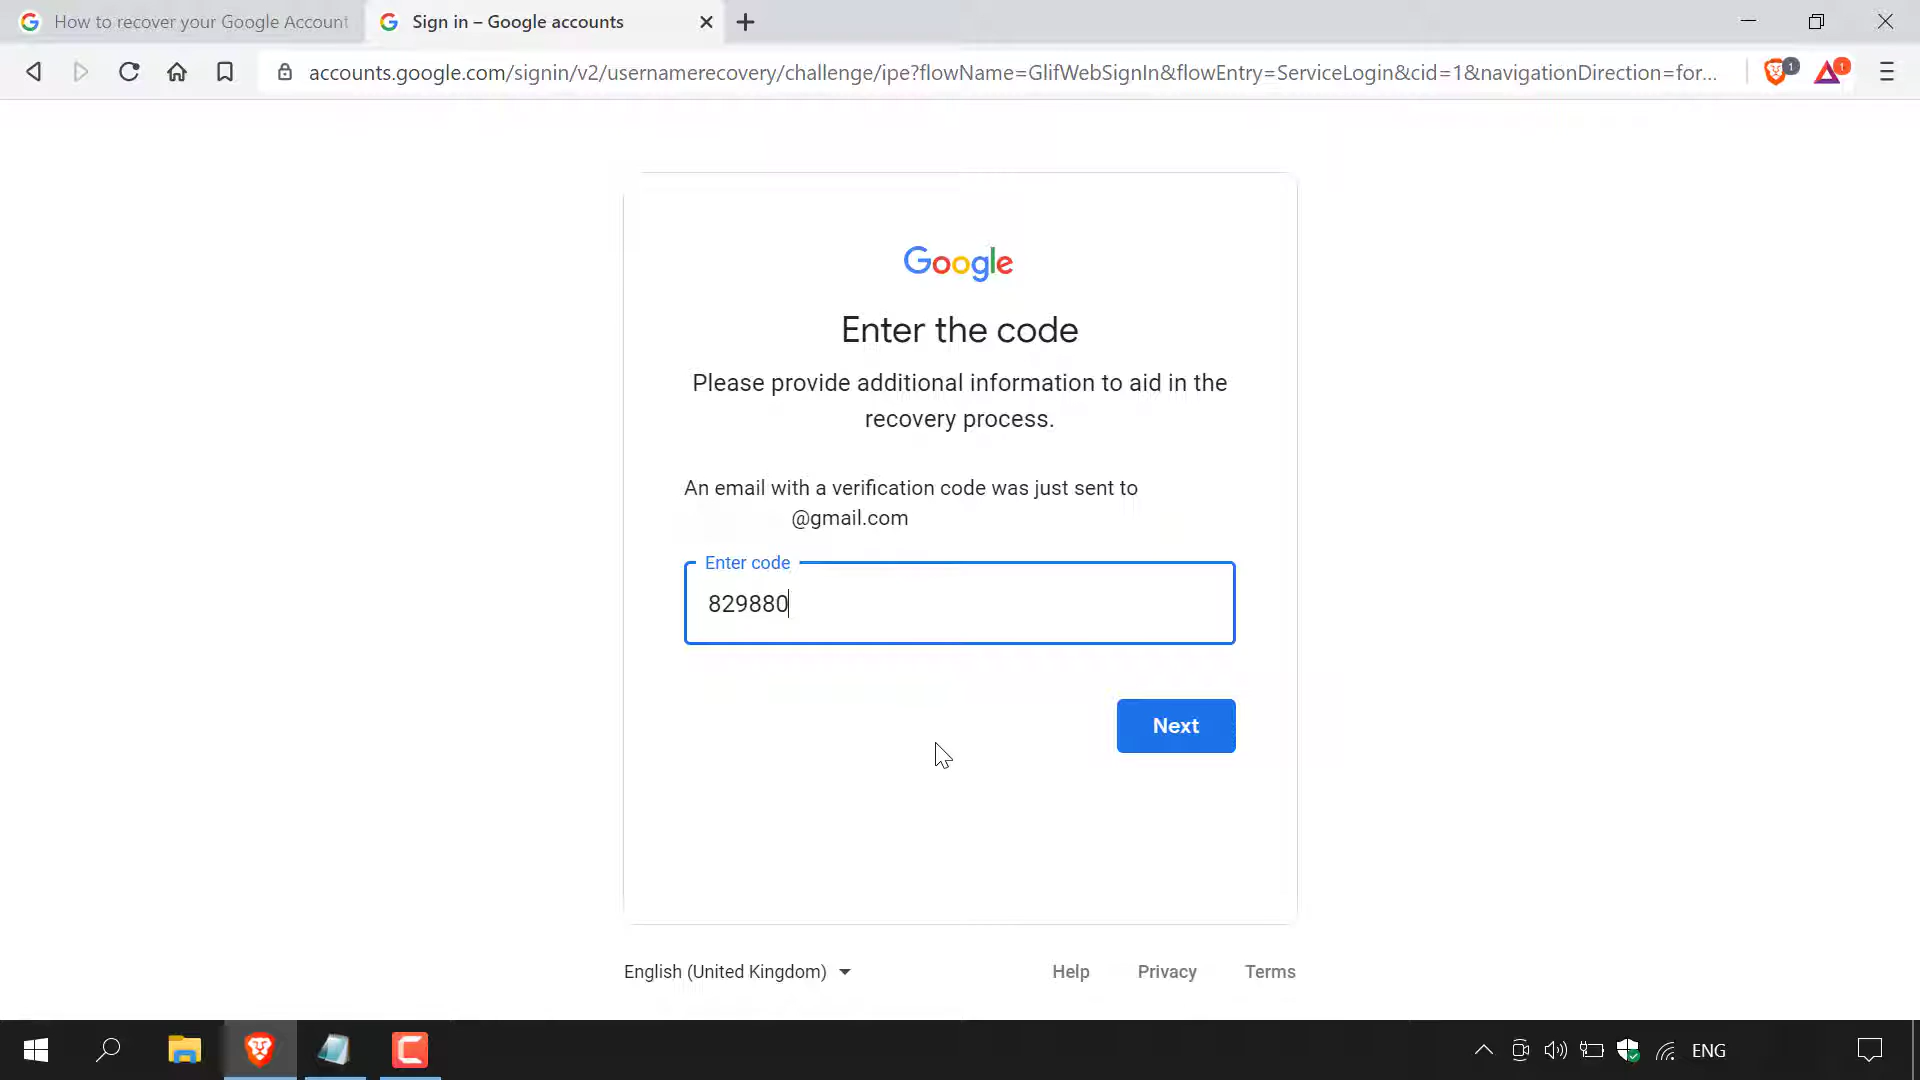 How to recover your Google Account
Sign in – Google accounts
accounts.google.com/signin/v2/usernamerecovery/challenge/ipe?flowName=GlifWebSignIn&flowEntry=ServiceLogin&cid=1&navigationDirection=for...
1
1
Google
Enter the code
Please provide additional information to aid in the
recovery process.
An email with a verification code was just sent to
@gmail.com
Enter code
829880
Next
English (United Kingdom)
Help
Privacy
Terms
ENG